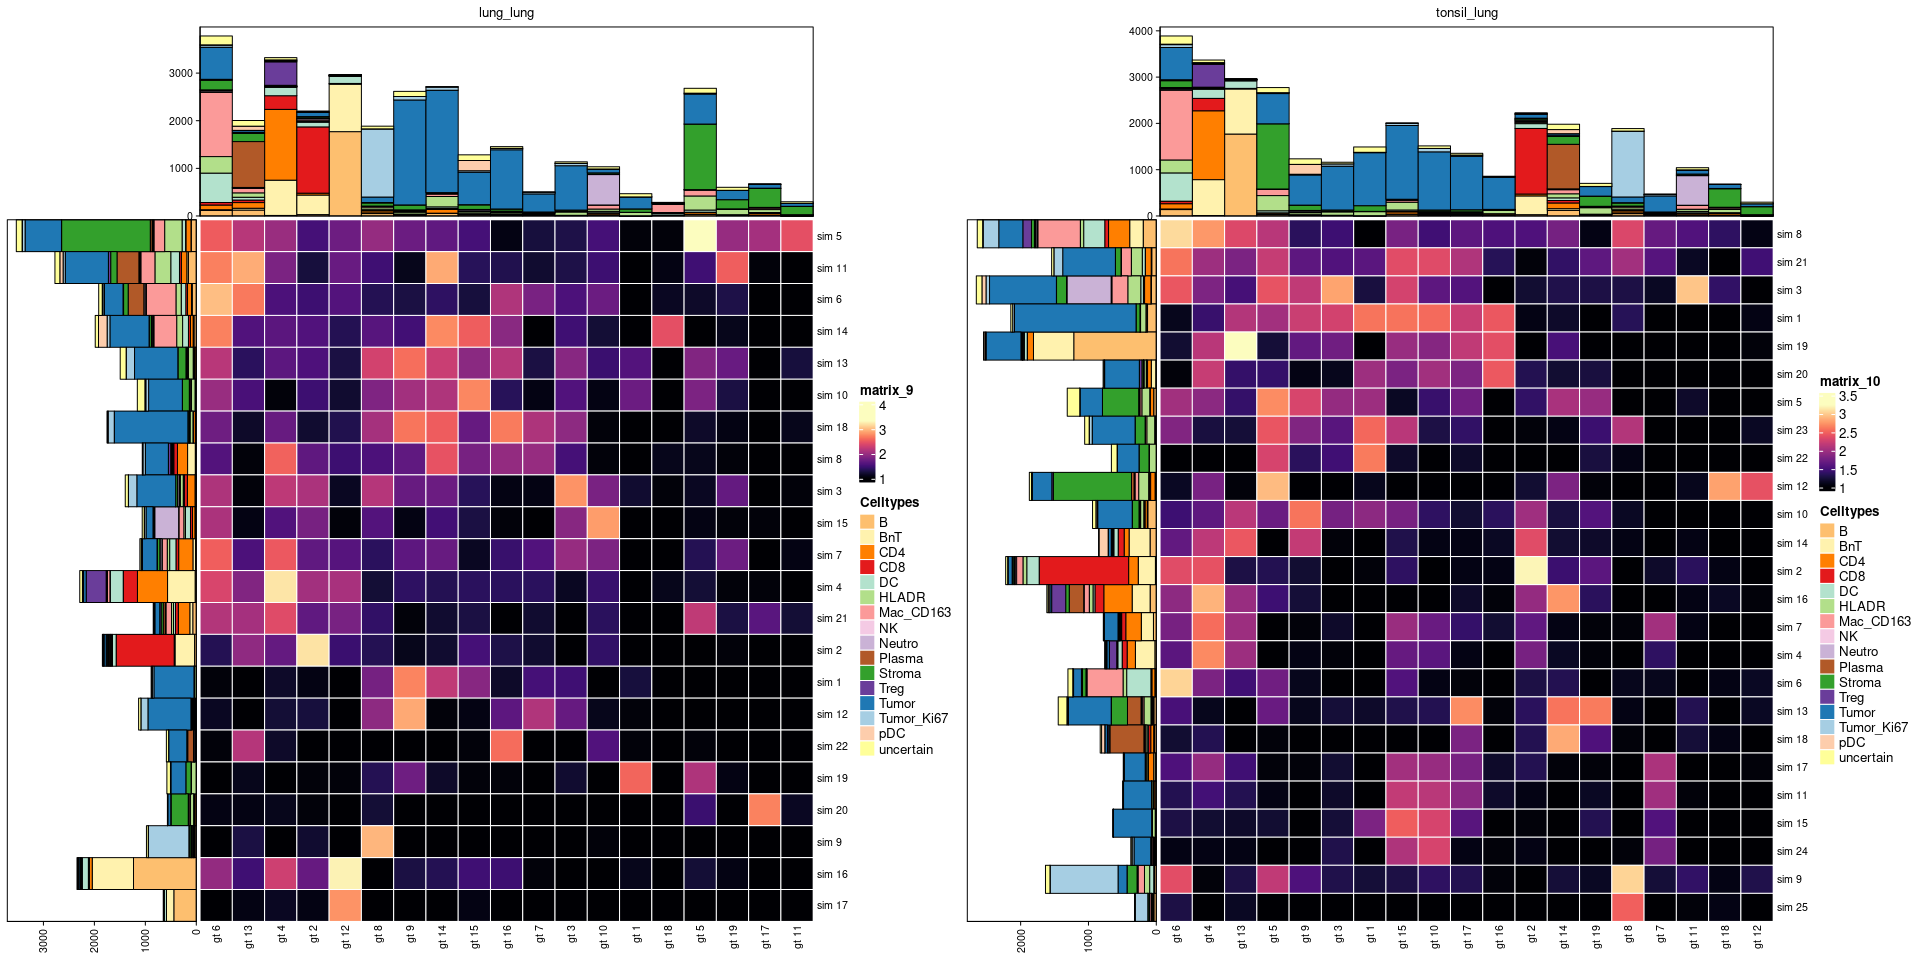 lung_lung
3000
2000
1000
0
sim 5
sim 11
sim 6
sim 14
sim 13
sim 10
sim 18
sim 8
sim 3
sim 15
sim 7
sim 4
sim 21
sim 2
sim 1
sim 12
sim 22
sim 19
sim 20
sim 9
sim 16
sim 17
3000
2000
1000
0
gt 6
gt 13
gt 4
gt 2
gt 12
gt 8
gt 9
gt 14
gt 15
gt 16
gt 7
gt 3
gt 10
gt 1
gt 18
gt 5
gt 19
gt 17
gt 11
matrix_9
4
3
2
1
Celltypes
B
BnT
CD4
CD8
DC
HLADR
Mac_CD163
NK
Neutro
Plasma
Stroma
Treg
Tumor
Tumor_Ki67
pDC
uncertain
tonsil_lung
4000
3000
2000
1000
0
sim 8
sim 21
sim 3
sim 1
sim 19
sim 20
sim 5
sim 23
sim 22
sim 12
sim 10
sim 14
sim 2
sim 16
sim 7
sim 4
sim 6
sim 13
sim 18
sim 17
sim 11
sim 15
sim 24
sim 9
sim 25
2000
1000
0
gt 6
gt 4
gt 13
gt 5
gt 9
gt 3
gt 1
gt 15
gt 10
gt 17
gt 16
gt 2
gt 14
gt 19
gt 8
gt 7
gt 11
gt 18
gt 12
matrix_10
3.5
3
2.5
2
1.5
1
Celltypes
B
BnT
CD4
CD8
DC
HLADR
Mac_CD163
NK
Neutro
Plasma
Stroma
Treg
Tumor
Tumor_Ki67
pDC
uncertain